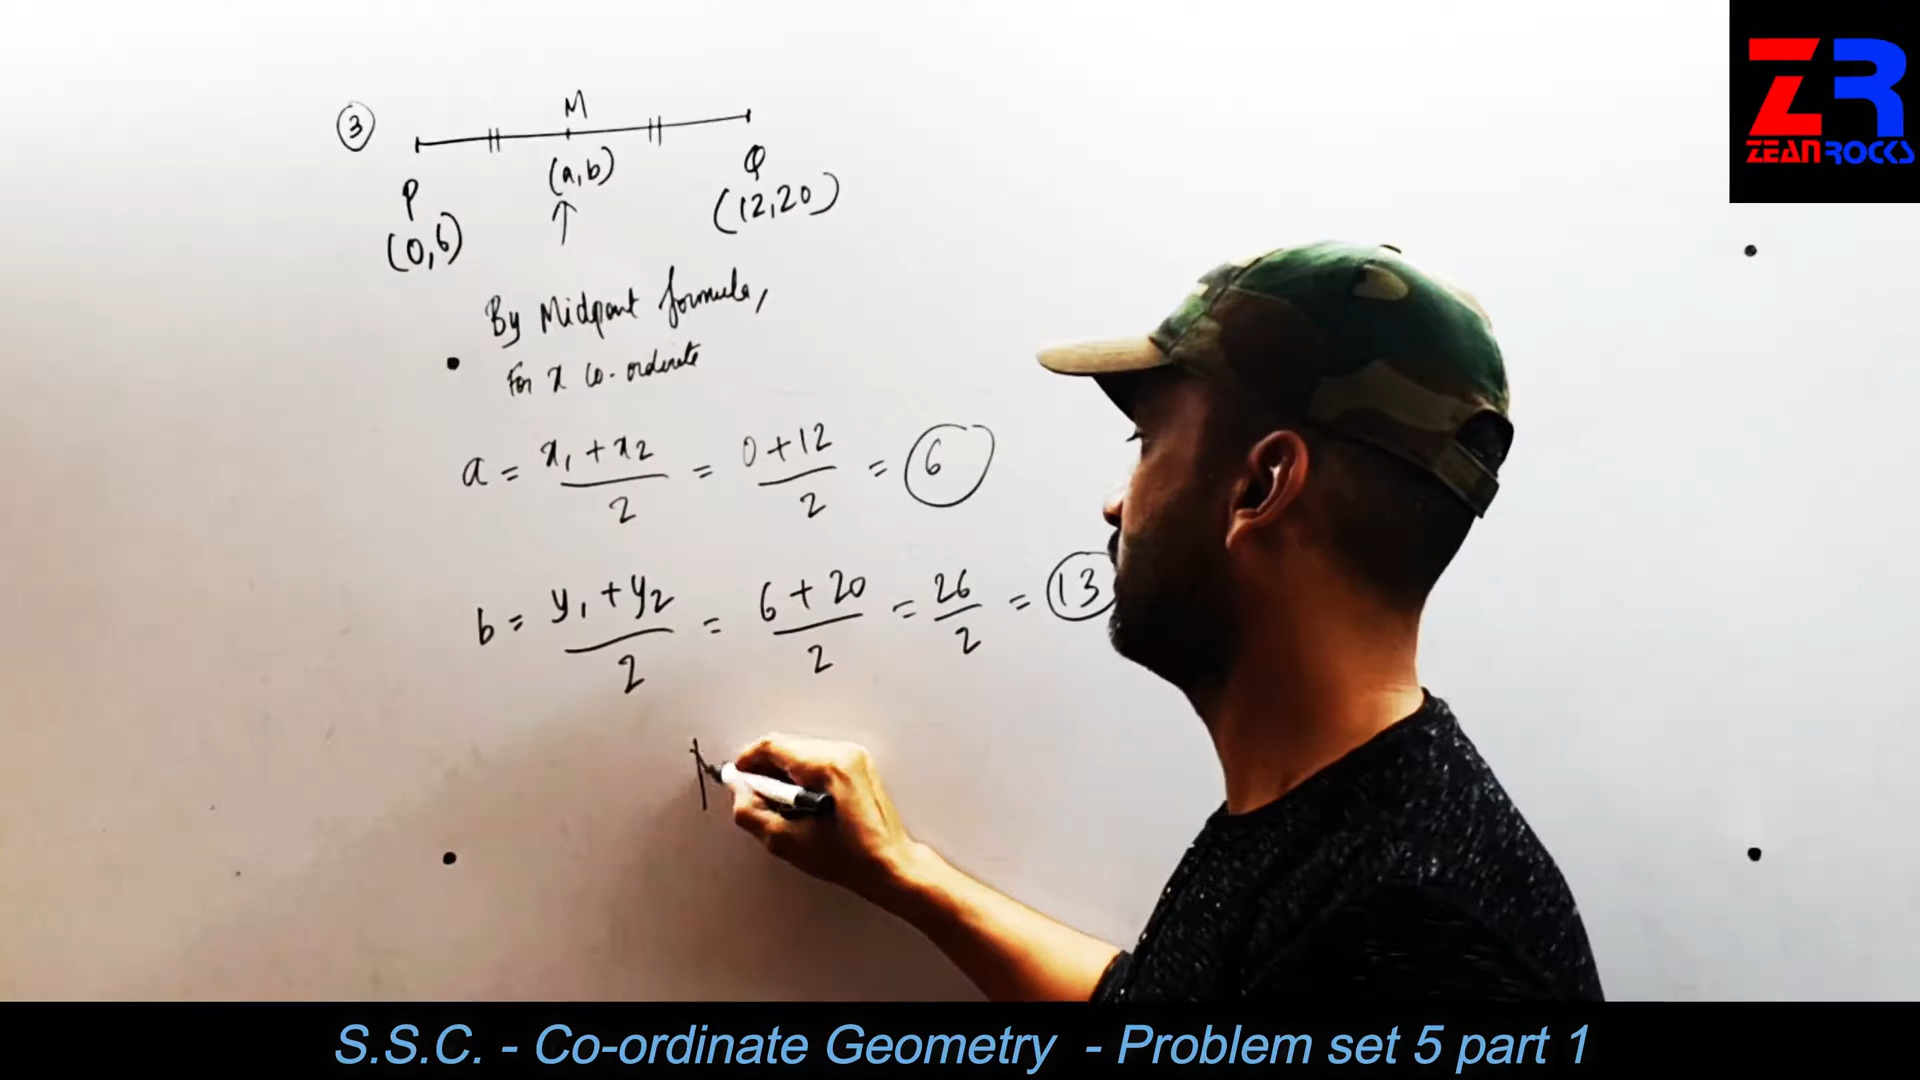 ZR
ZEAN ROCKS
③
M
P
(0,6)
(a,b)
Q
(12,20)
↑
By Midpoint formula,
For x co-ordinate
a = x₁ + x₂ / 2 = 0 + 12 / 2 = 6
b = y₁ + y₂ / 2 = 6 + 20 / 2 = 26 / 2 = 13
S.S.C. - Co-ordinate Geometry - Problem set 5 part 1